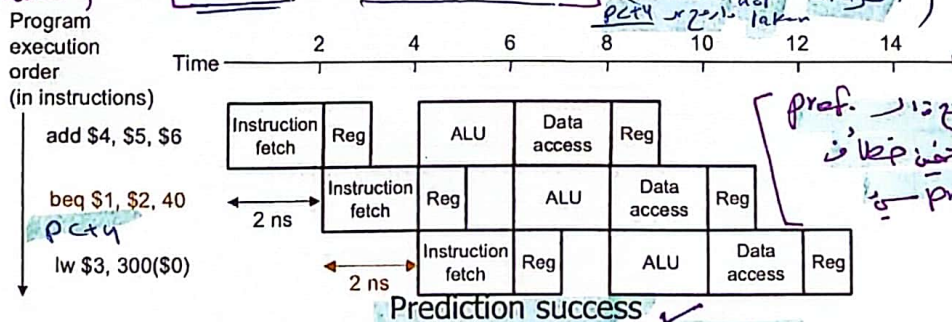 PC+4 taken
Program
execution
order
(in instructions)
Time 2 4 6 8 10 12 14
add $4, $5, $6
Instruction fetch Reg ALU Data access Reg
pref.
beq $1, $2, 40
2 ns
Instruction fetch Reg ALU Data access Reg
PC+4
lw $3, 300($0)
2 ns
Instruction fetch Reg ALU Data access Reg
Prediction success ✓